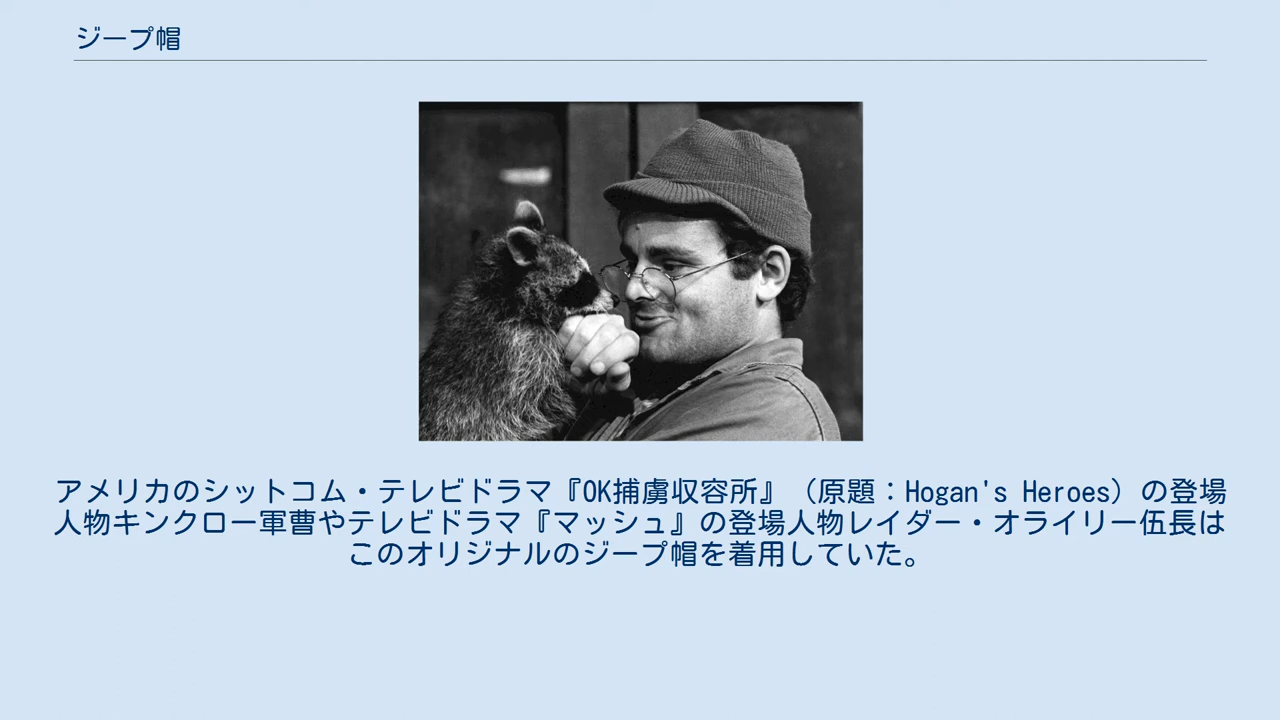 ジープ帽
アメリカのシットコム・テレビドラマ『OK捕虜収容所』（原題：Hogan's Heroes）の登場
人物キンクロー軍曹やテレビドラマ『マッシュ』の登場人物レイダー・オライリー伍長は
このオリジナルのジープ帽を着用していた。